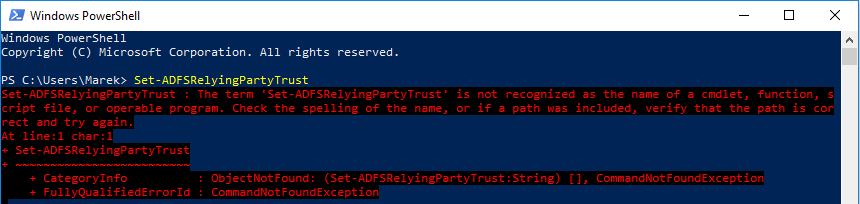 Windows PowerShell
Windows PowerShell
Copyright (C) Microsoft Corporation. All rights reserved.
PS C:\Users\Marek> Set-ADFSRelyingPartyTrust
Set-ADFSRelyingPartyTrust : The term 'Set-ADFSRelyingPartyTrust' is not recognized as the name of a cmdlet, function, s
cript file, or operable program. Check the spelling of the name, or if a path was included, verify that the path is cor
rect and try again.
At line:1 char:1
+ Set-ADFSRelyingPartyTrust
+ ~~~~~~~~~~~~~~~~~~~~~~~~~
    + CategoryInfo          : ObjectNotFound: (Set-ADFSRelyingPartyTrust:String) [], CommandNotFoundException
    + FullyQualifiedErrorId : CommandNotFoundException